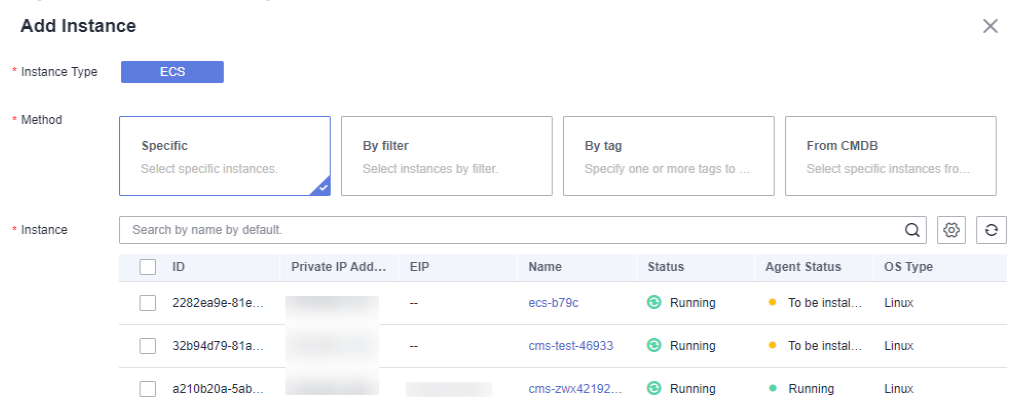 Add Instance
* Instance Type ECS
* Method
Specific By filter By tag From CMDB
Select specific instances. Select instances by filter. Specify one or more tags to ... Select specific instances fro...
* Instance Search by name by default.
ID Private IP Add... EIP Name Status Agent Status OS Type
2282ea9e-81e... -- ecs-b79c Running To be instal... Linux
32b94d79-81a... -- cms-test-46933 Running To be instal... Linux
a210b20a-5ab... cms-zwx42192... Running Running Linux